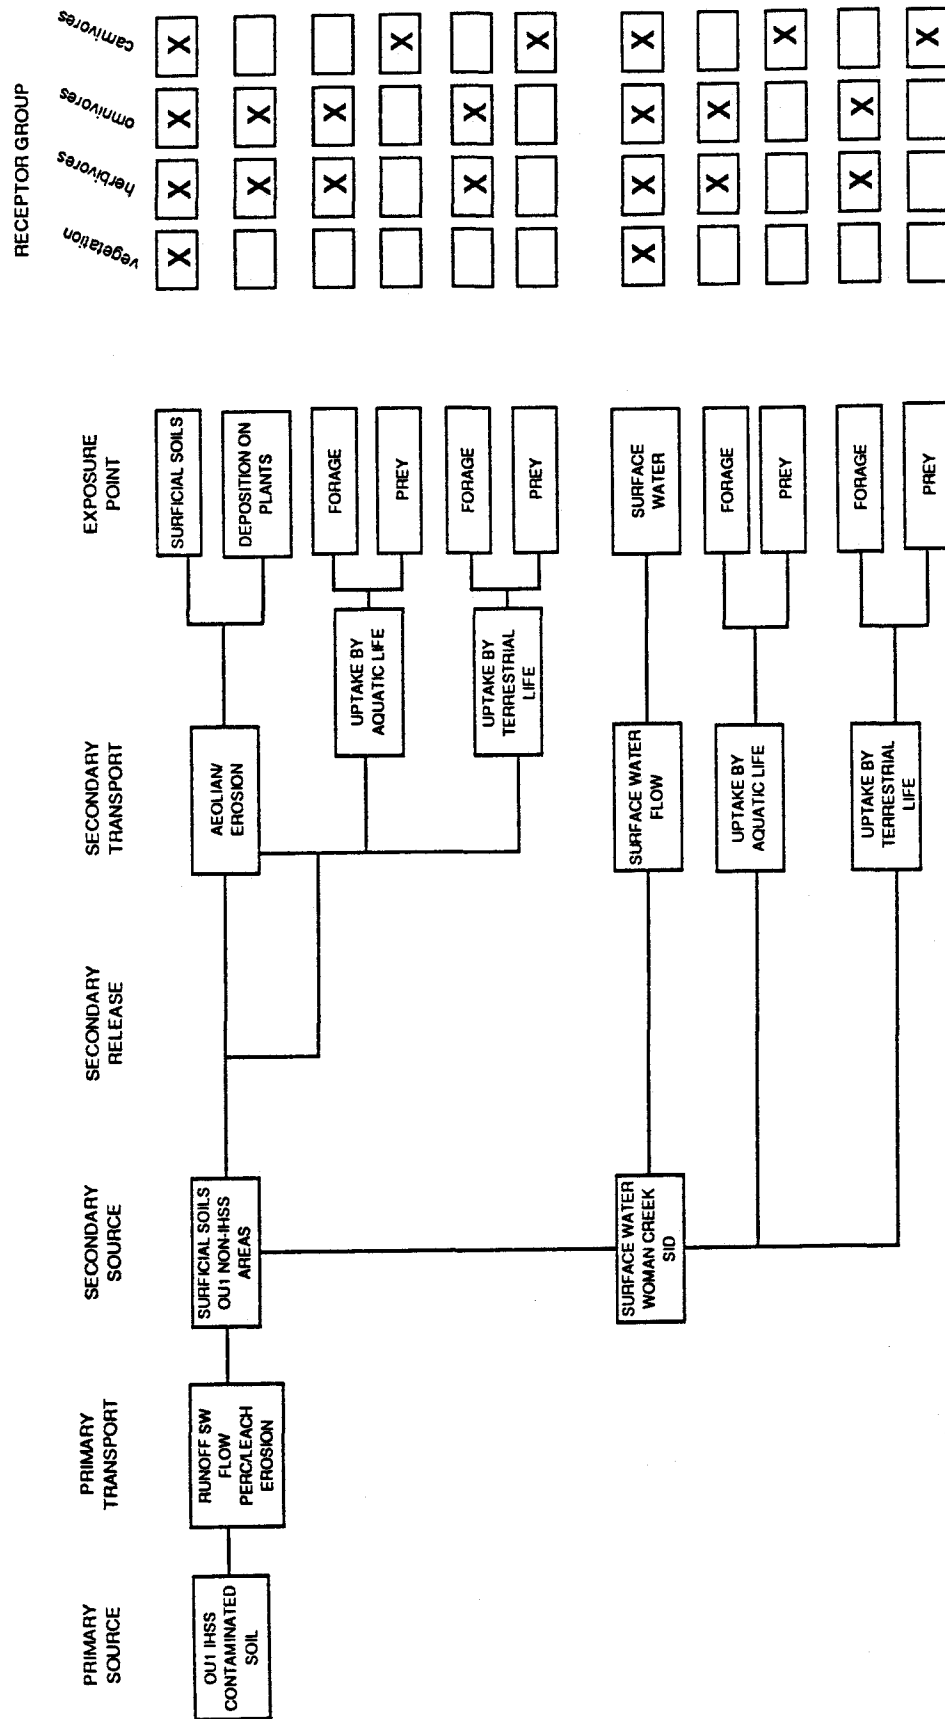 RECEPTOR GROUP
vegetation
herbivores
omnivores
carnivores
PRIMARY
SOURCE
PRIMARY
TRANSPORT
SECONDARY
SOURCE
SECONDARY
RELEASE
SECONDARY
TRANSPORT
EXPOSURE
POINT
OU1 IHSS
CONTAMINATED
SOIL
RUNOFF SW
FLOW
PERC/LEACH
EROSION
SURFICIAL SOILS
OU1 NON-IHSS
AREAS
AEOLIAN/
EROSION
SURFICIAL SOILS
X X X X
DEPOSITION ON
PLANTS
X X
UPTAKE BY
AQUATIC LIFE
FORAGE
X X
PREY
X
UPTAKE BY
TERRESTRIAL
LIFE
FORAGE
X X
PREY
X
SURFACE WATER
WOMAN CREEK
SID
SURFACE WATER
FLOW
SURFACE
WATER
X X X X
UPTAKE BY
AQUATIC LIFE
FORAGE
X X
PREY
X
UPTAKE BY
TERRESTRIAL
LIFE
FORAGE
X X
PREY
X